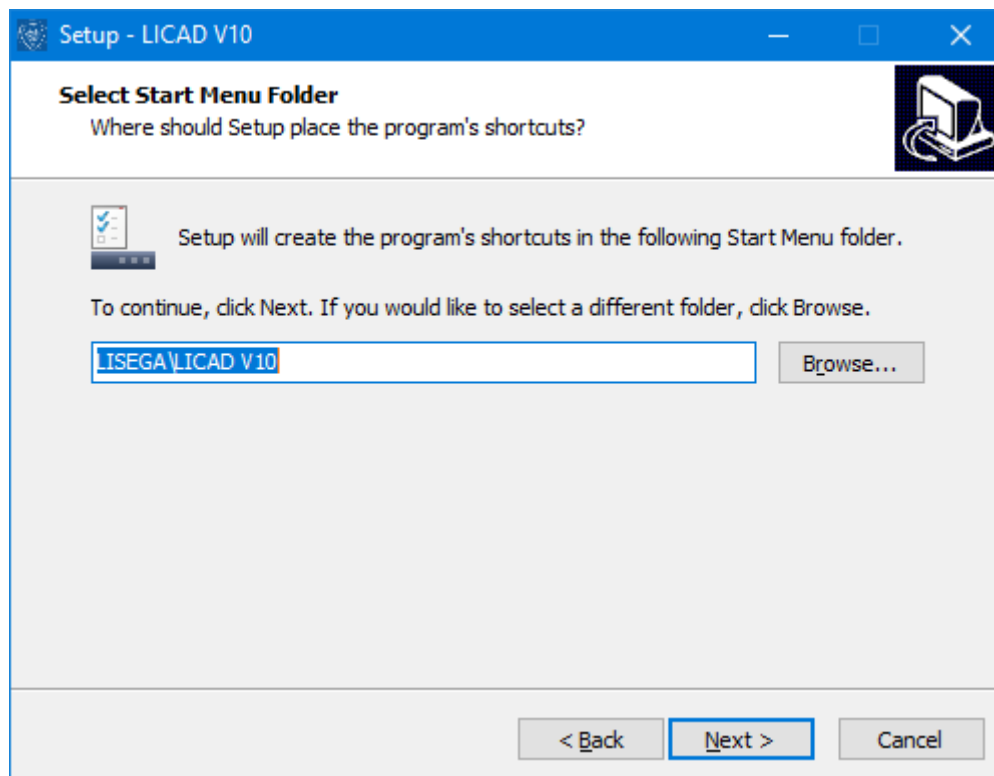 Setup - LICAD V10
Select Start Menu Folder
Where should Setup place the program's shortcuts?
Setup will create the program's shortcuts in the following Start Menu folder.
To continue, click Next. If you would like to select a different folder, click Browse.
LISEGA\LICAD V10
Browse...
< Back
Next >
Cancel